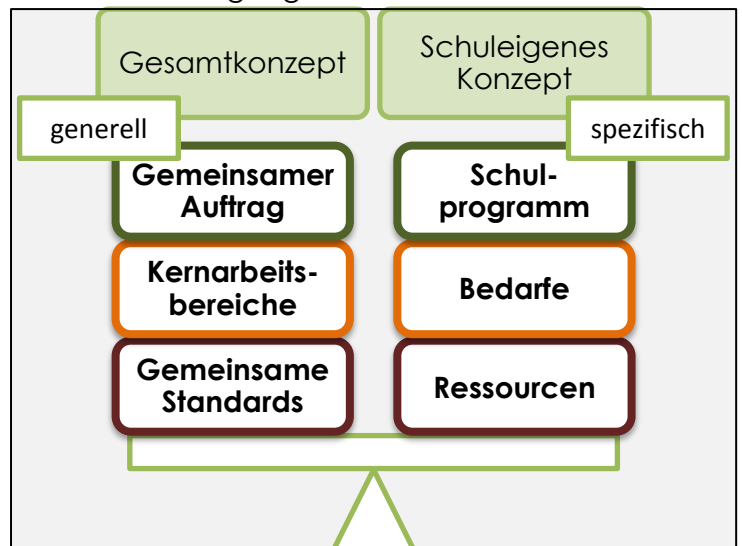 Gesamtkonzept
Schuleigenes
Konzept
generell
spezifisch
Gemeinsamer
Auftrag
Schul-
programm
Kernarbeits-
bereiche
Bedarfe
Gemeinsame
Standards
Ressourcen